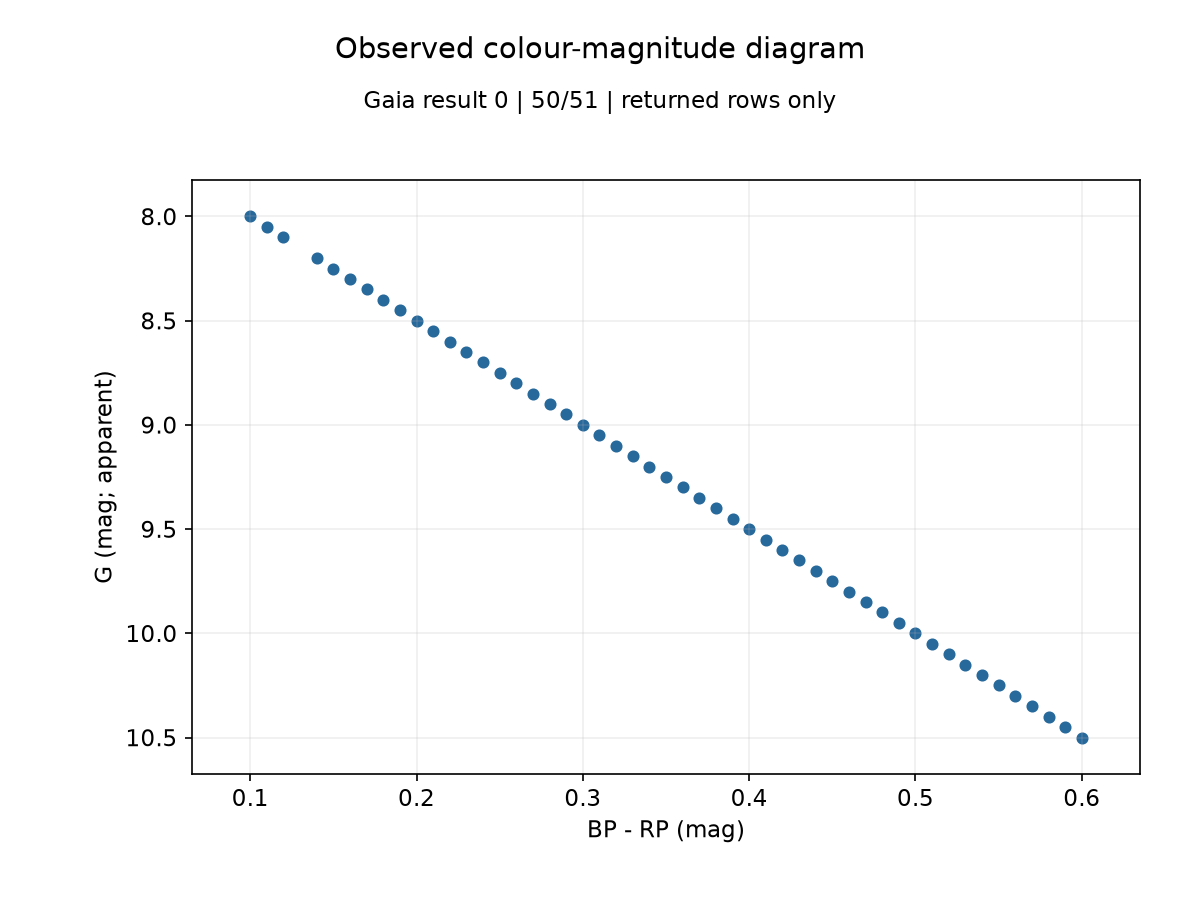 Observed colour-magnitude diagram
Gaia result 0 | 50/51 | returned rows only
8.0
8.5
9.0
9.5
10.0
10.5
G (mag; apparent)
0.1 0.2 0.3 0.4 0.5 0.6
BP - RP (mag)